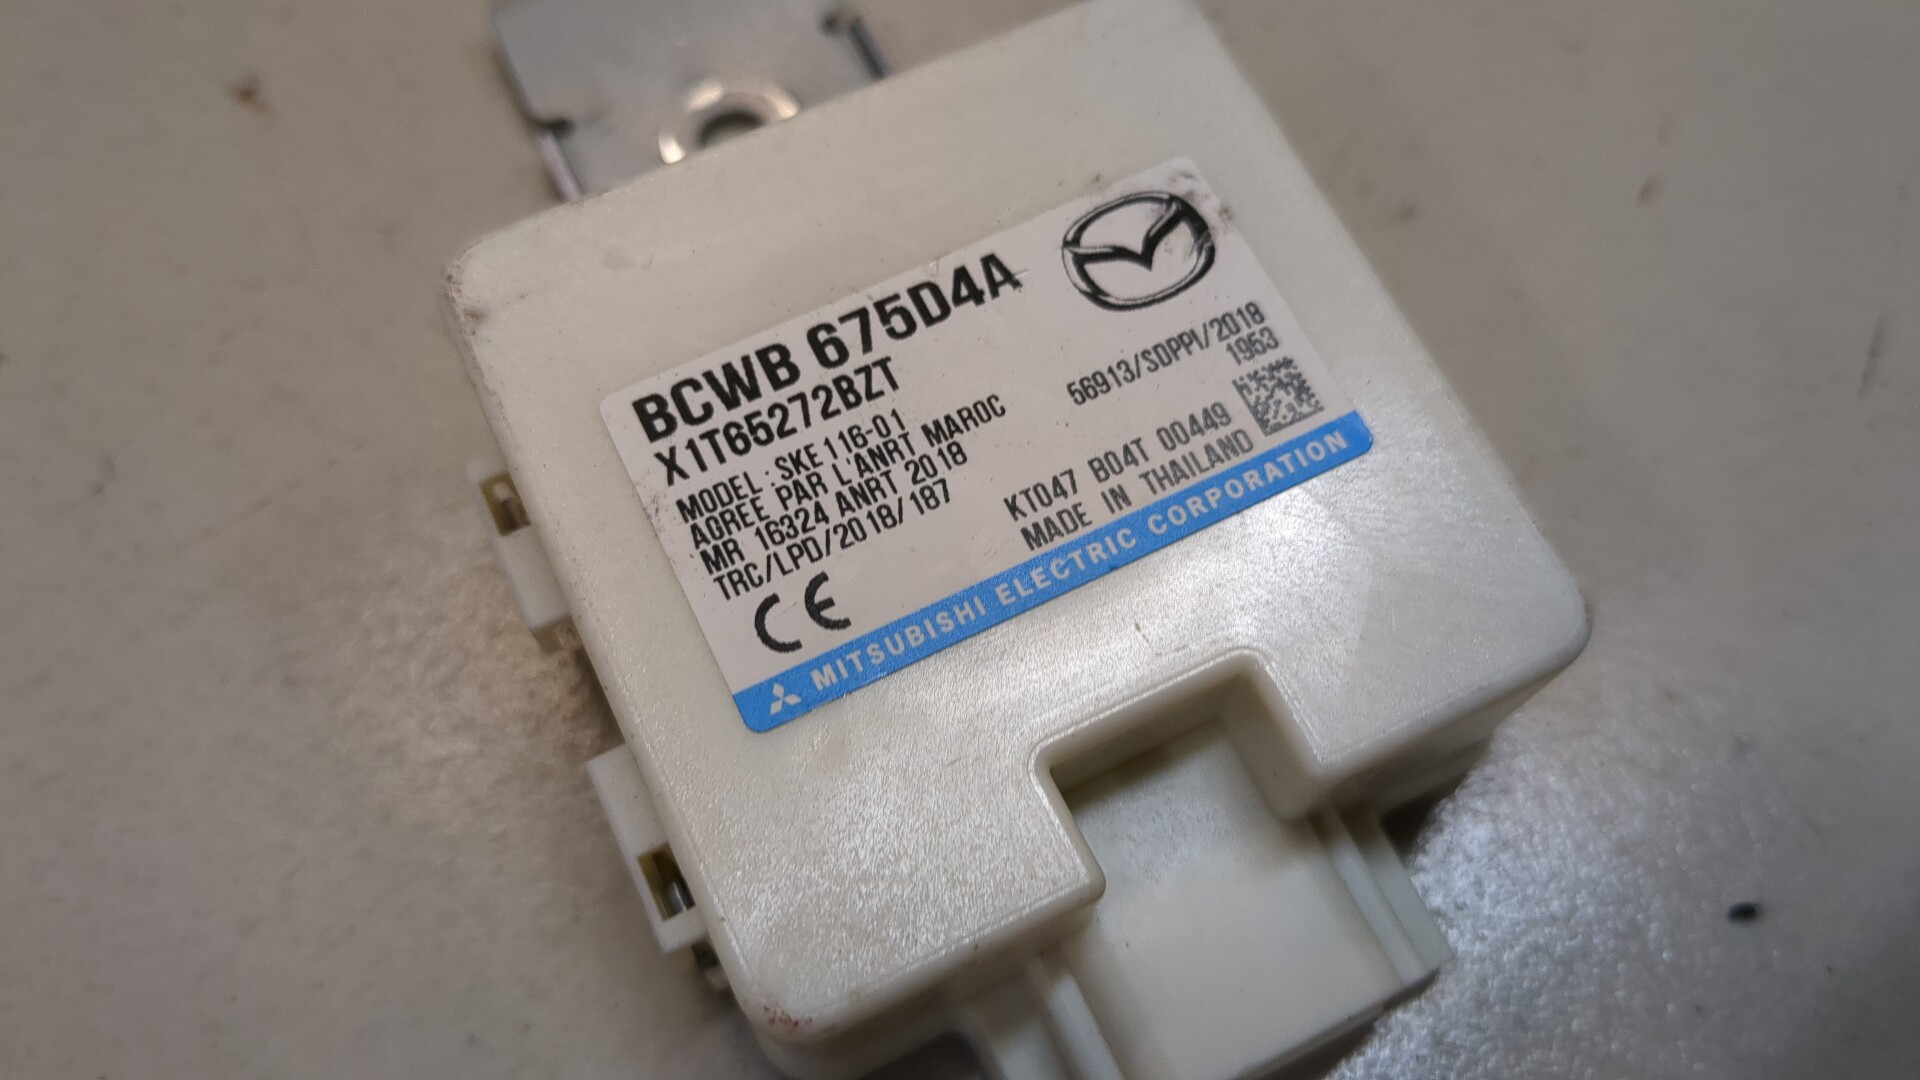 BCWB 675D4A
X1T65272BZT
MODEL : SKE116-01
AGREE PAR L'ANRT MAROC
MR 16324 ANRT 2018
TRC/LPD/2018/187
56913/SDPPI/2018
1953
KT047 B04T 00449
MADE IN THAILAND
CE
MITSUBISHI ELECTRIC CORPORATION